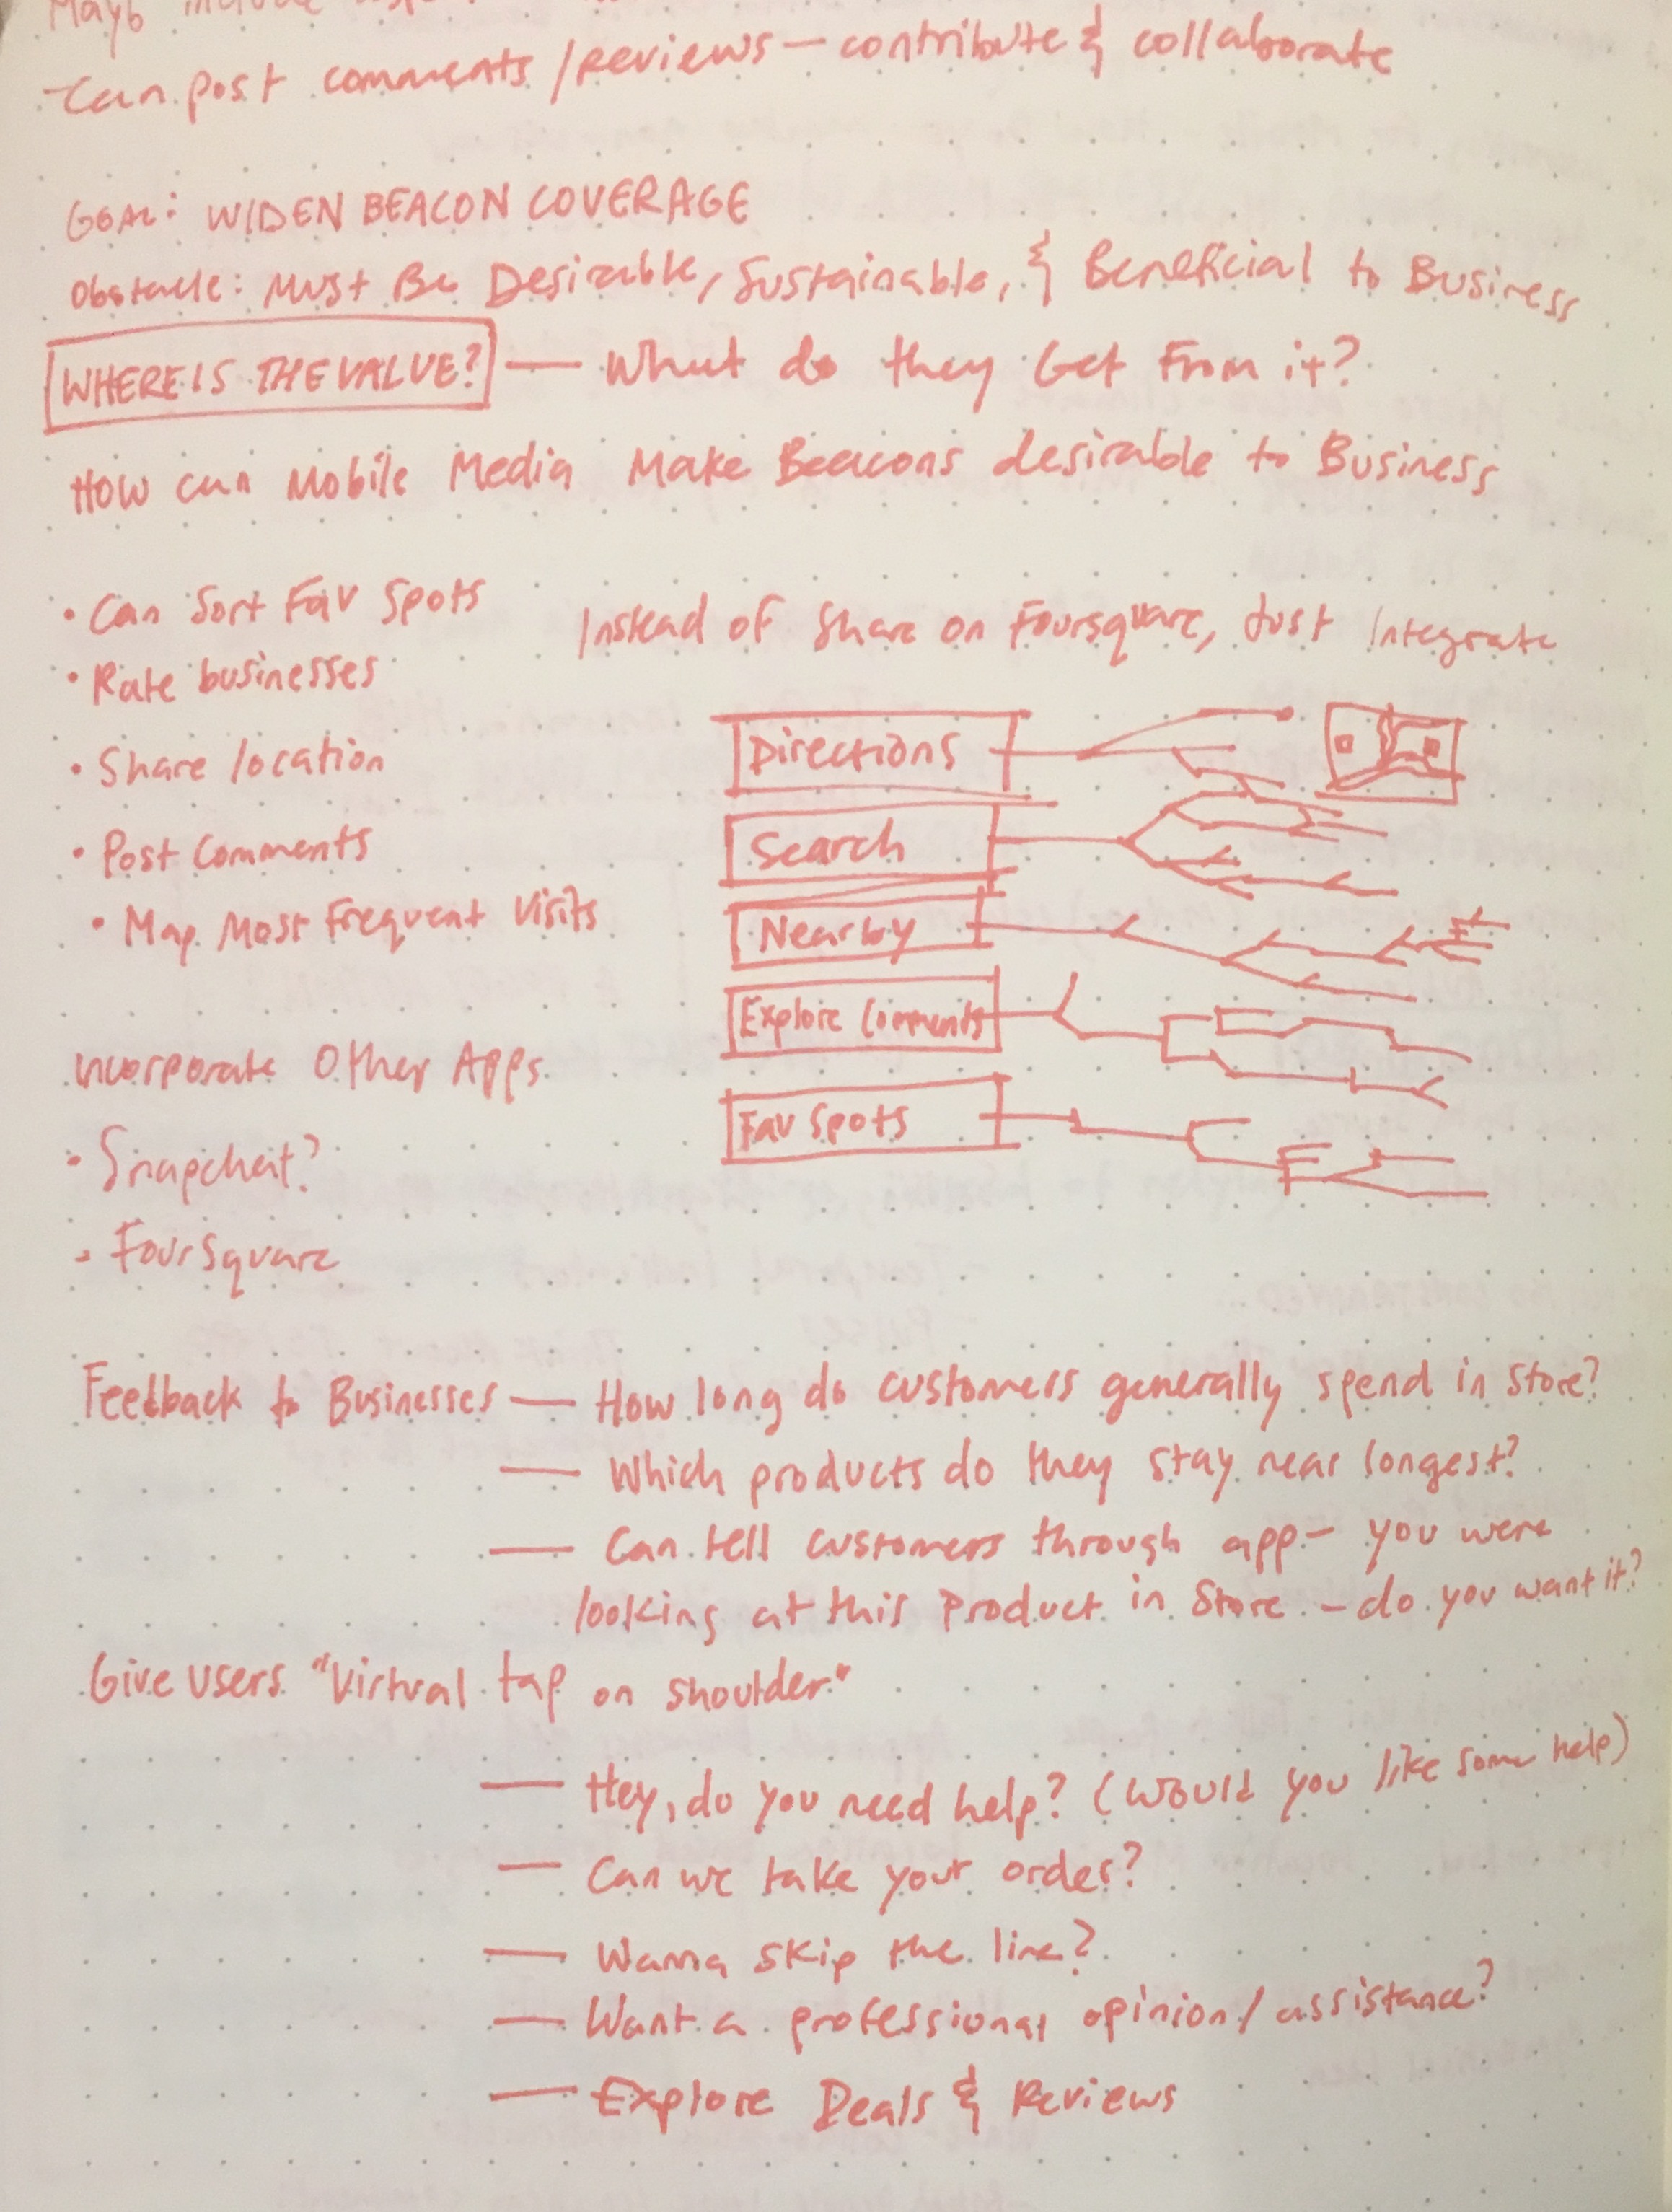 Mayb include
- Can post comments/reviews — contribute & collaborate
GOAL: WIDEN BEACON COVERAGE
Obstacle: Must Be Desirable, Sustainable, & Beneficial to Business
WHERE IS THE VALUE? — What do they Get From it?
How can Mobile Media Make Beacons desirable to Business
• Can Sort Fav Spots
• Rate businesses
• Share location
• Post Comments
• Map Most Frequent Visits
Instead of Share on Foursquare, Just Integrate
Directions
Search
Nearby
Explore Comments
Fav Spots
Incorporate Other Apps
• Snapchat?
• Foursquare
Feedback to Businesses — How long do customers generally spend in store?
— Which products do they stay near longest?
— Can tell customers through app - you were
looking at this product in Store - do you want it?
Give users "Virtual tap on shoulder"
— Hey, do you need help? (Would you like some help)
— Can we take your order?
— Wanna skip the line?
— Want a professional opinion/assistance?
— Explore Deals & Reviews